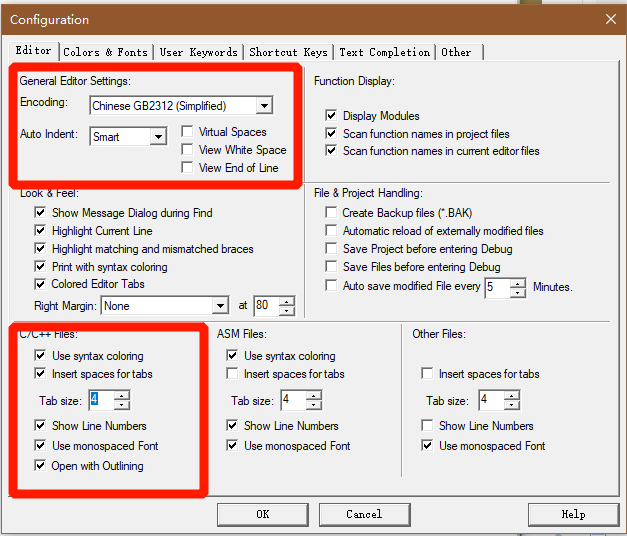 Configuration
Editor Colors & Fonts User Keywords Shortcut Keys Text Completion Other
General Editor Settings:
Encoding: Chinese GB2312 (Simplified)
Auto Indent: Smart
Virtual Spaces
View White Space
View End of Line
Function Display:
Display Modules
Scan function names in project files
Scan function names in current editor files
Look & Feel:
Show Message Dialog during Find
Highlight Current Line
Highlight matching and mismatched braces
Print with syntax coloring
Colored Editor Tabs
Right Margin: None at 80
File & Project Handling:
Create Backup files (*.BAK)
Automatic reload of externally modified files
Save Project before entering Debug
Save Files before entering Debug
Auto save modified File every 5 Minutes.
C/C++ Files:
Use syntax coloring
Insert spaces for tabs
Tab size: 4
Show Line Numbers
Use monospaced Font
Open with Outlining
ASM Files:
Use syntax coloring
Insert spaces for tabs
Tab size: 4
Show Line Numbers
Use monospaced Font
Other Files:
Insert spaces for tabs
Tab size: 4
Show Line Numbers
Use monospaced Font
OK Cancel Help